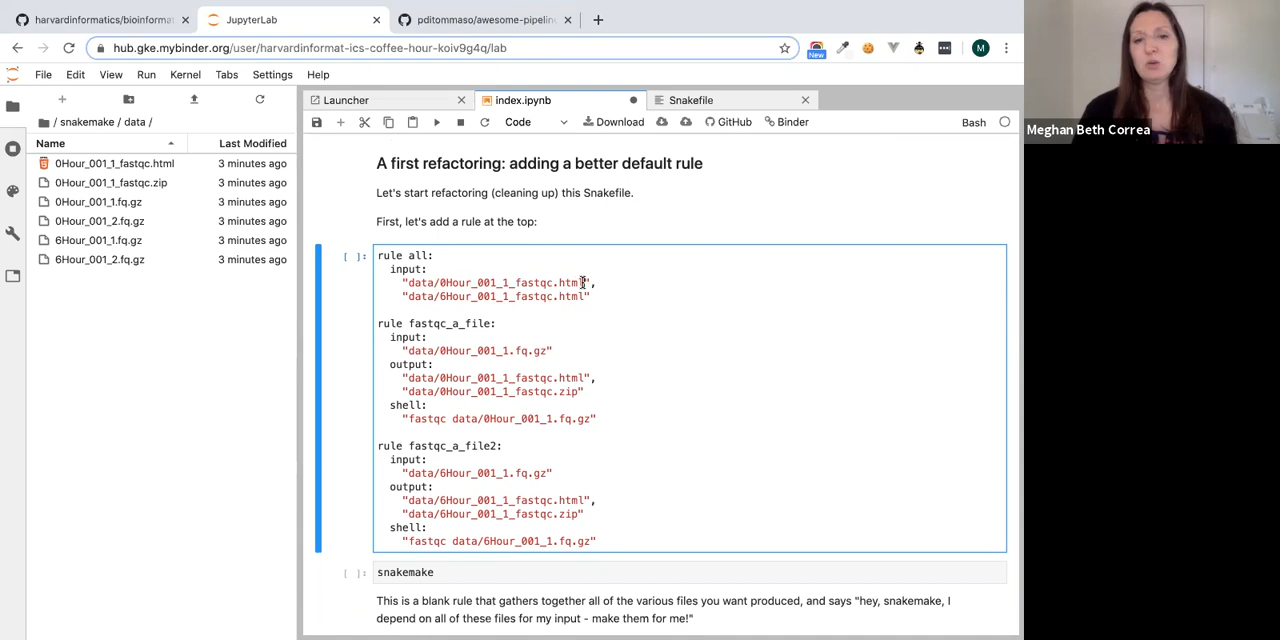 harvardinformatics/bioinformat
JupyterLab
pditommaso/awesome-pipeline
hub.gke.mybinder.org/user/harvardinformat-ics-coffee-hour-koiv9g4q/lab
New
M
File Edit View Run Kernel Tabs Settings Help
Launcher
index.ipynb
Snakefile
Code
Download
GitHub
Binder
Bash
/ snakemake / data /
Name Last Modified
0Hour_001_1_fastqc.html 3 minutes ago
0Hour_001_1_fastqc.zip 3 minutes ago
0Hour_001_1.fq.gz 3 minutes ago
0Hour_001_2.fq.gz 3 minutes ago
6Hour_001_1.fq.gz 3 minutes ago
6Hour_001_2.fq.gz 3 minutes ago
A first refactoring: adding a better default rule
Let's start refactoring (cleaning up) this Snakefile.
First, let's add a rule at the top:
[ ]:
rule all:
input:
"data/0Hour_001_1_fastqc.html",
"data/6Hour_001_1_fastqc.html"
rule fastqc_a_file:
input:
"data/0Hour_001_1.fq.gz"
output:
"data/0Hour_001_1_fastqc.html",
"data/0Hour_001_1_fastqc.zip"
shell:
"fastqc data/0Hour_001_1.fq.gz"
rule fastqc_a_file2:
input:
"data/6Hour_001_1.fq.gz"
output:
"data/6Hour_001_1_fastqc.html",
"data/6Hour_001_1_fastqc.zip"
shell:
"fastqc data/6Hour_001_1.fq.gz"
[ ]:
snakemake
This is a blank rule that gathers together all of the various files you want produced, and says "hey, snakemake, I
depend on all of these files for my input - make them for me!"
Meghan Beth Correa